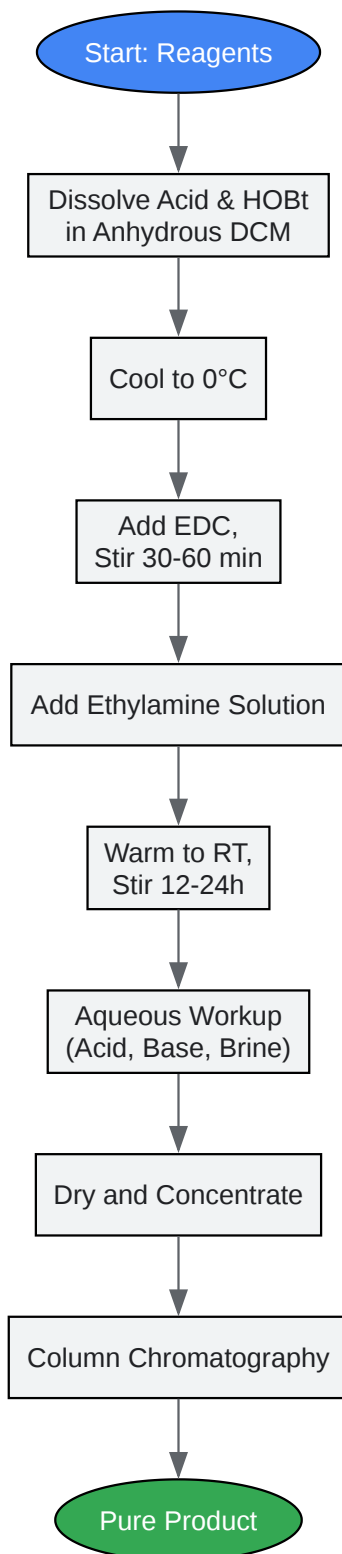 Start: Reagents
Dissolve Acid & HOBt
in Anhydrous DCM
Cool to 0°C
Add EDC,
Stir 30-60 min
Add Ethylamine Solution
Warm to RT,
Stir 12-24h
Aqueous Workup
(Acid, Base, Brine)
Dry and Concentrate
Column Chromatography
Pure Product